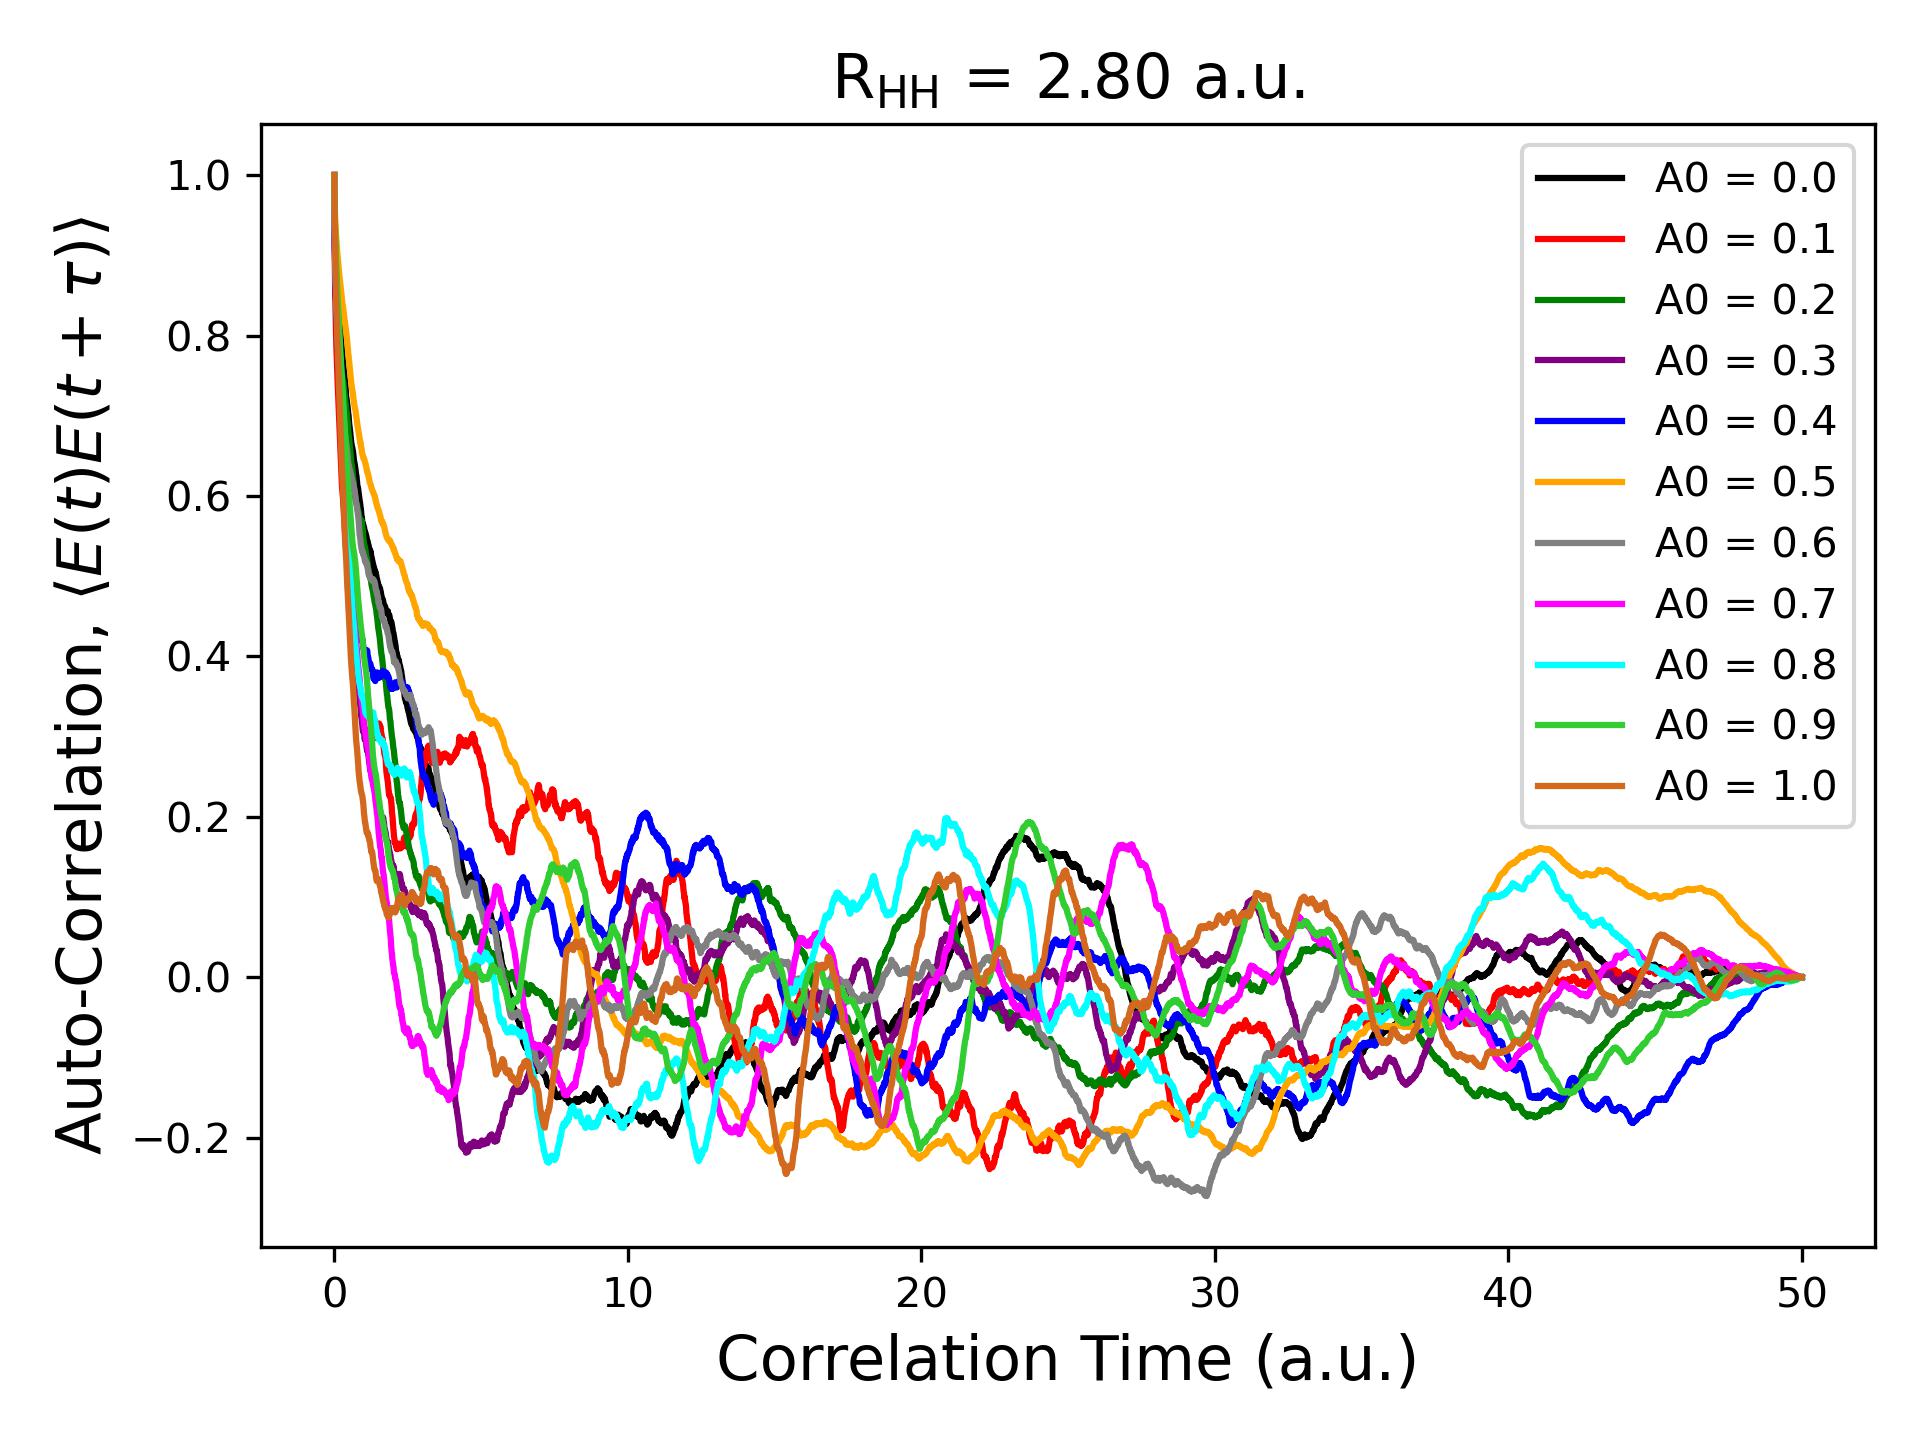 R_HH = 2.80 a.u.
Auto-Correlation, ⟨E(t)E(t + τ)⟩
1.0
0.8
0.6
0.4
0.2
0.0
−0.2
A0 = 0.0
A0 = 0.1
A0 = 0.2
A0 = 0.3
A0 = 0.4
A0 = 0.5
A0 = 0.6
A0 = 0.7
A0 = 0.8
A0 = 0.9
A0 = 1.0
0 10 20 30 40 50
Correlation Time (a.u.)